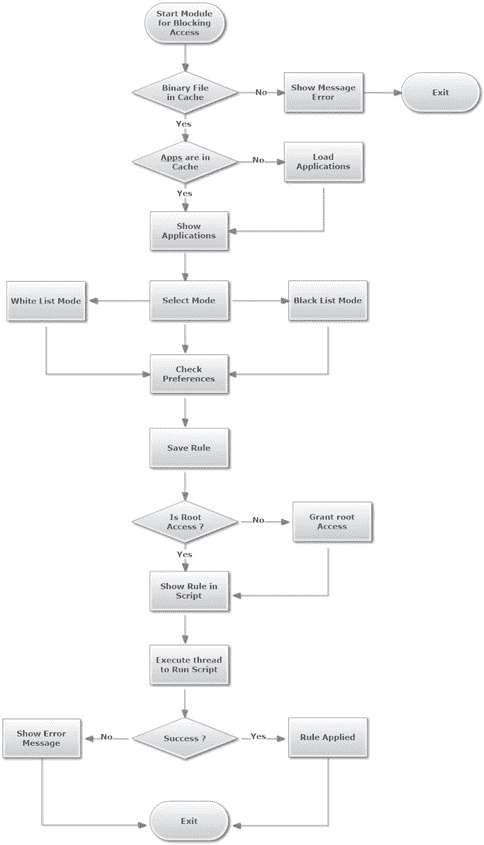 Start Module
for Blocking
Access
Binary File
in Cache
No
Show Message
Error
Exit
Yes
Apps are in
Cache
No
Load
Applications
Yes
Show
Applications
White List Mode
Select Mode
Black List Mode
Check
Preferences
Save Rule
Is Root
Access ?
No
Grant root
Access
Yes
Show Rule in
Script
Execute thread
to Run Script
Show Error
Message
No
Success ?
Yes
Rule Applied
Exit